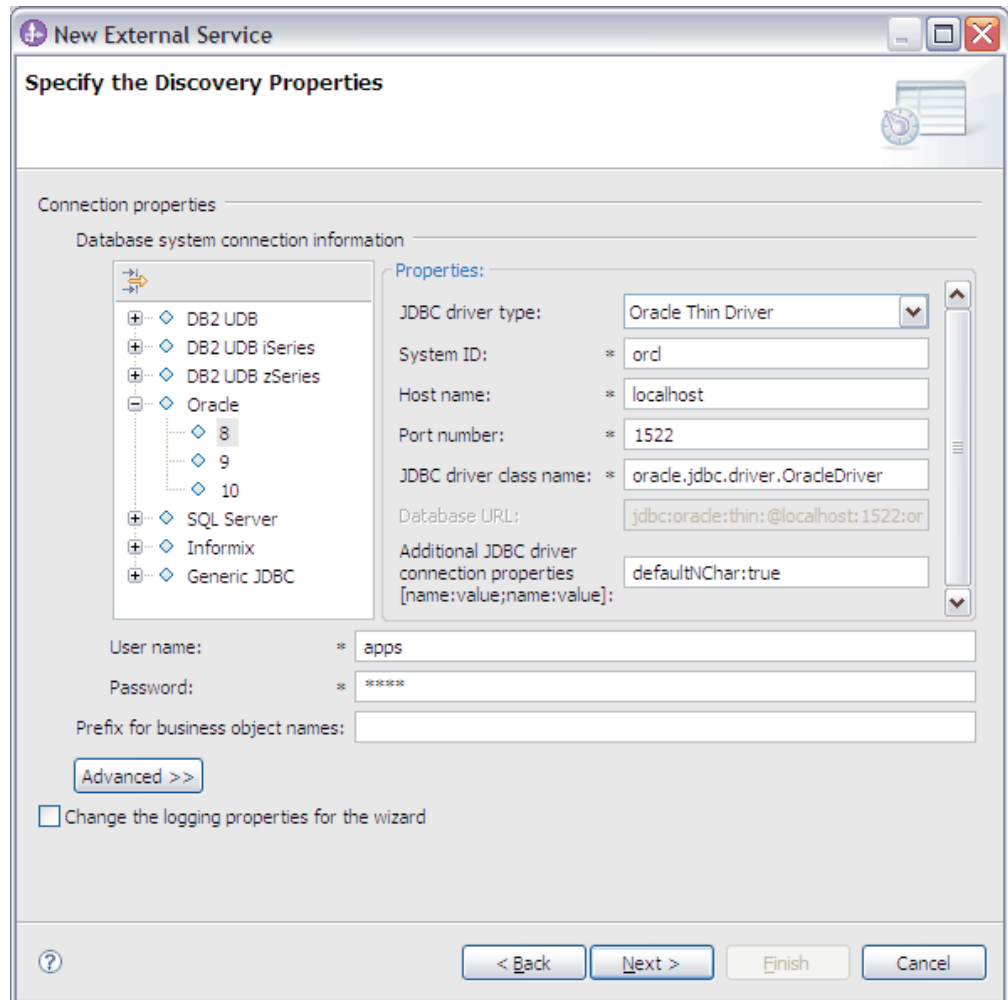 New External Service
Specify the Discovery Properties
Connection properties
Database system connection information
DB2 UDB
DB2 UDB iSeries
DB2 UDB zSeries
Oracle
8
9
10
SQL Server
Informix
Generic JDBC
Properties:
JDBC driver type: Oracle Thin Driver
System ID: * orcl
Host name: * localhost
Port number: * 1522
JDBC driver class name: * oracle.jdbc.driver.OracleDriver
Database URL: jdbc:oracle:thin:@localhost:1522:or
Additional JDBC driver
connection properties
[name:value;name:value]: defaultNChar:true
User name: * apps
Password: * ****
Prefix for business object names:
Advanced >>
Change the logging properties for the wizard
? < Back Next > Finish Cancel